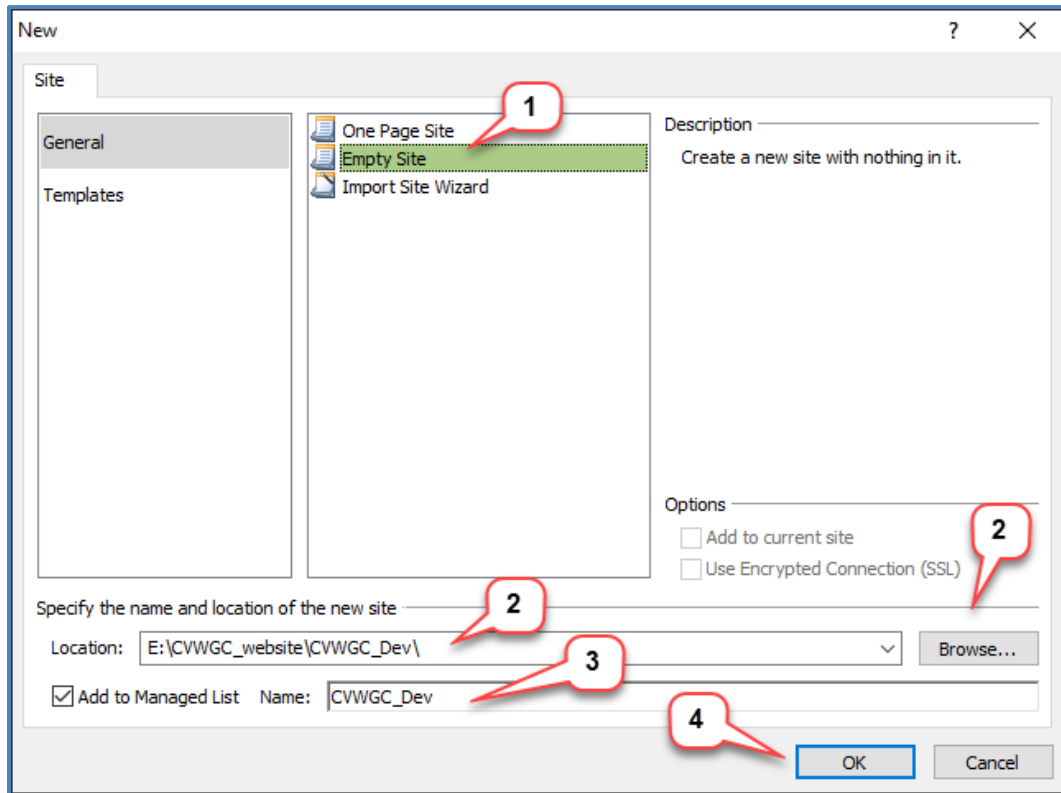 New ?
Site
1
General
Templates
One Page Site
Empty Site
Import Site Wizard
Description
Create a new site with nothing in it.
Options
Add to current site
Use Encrypted Connection (SSL)
2
Specify the name and location of the new site
2
Location: E:\CVWGC_website\CVWGC_Dev\ Browse...
3
Add to Managed List Name: CVWGC_Dev
4
OK Cancel